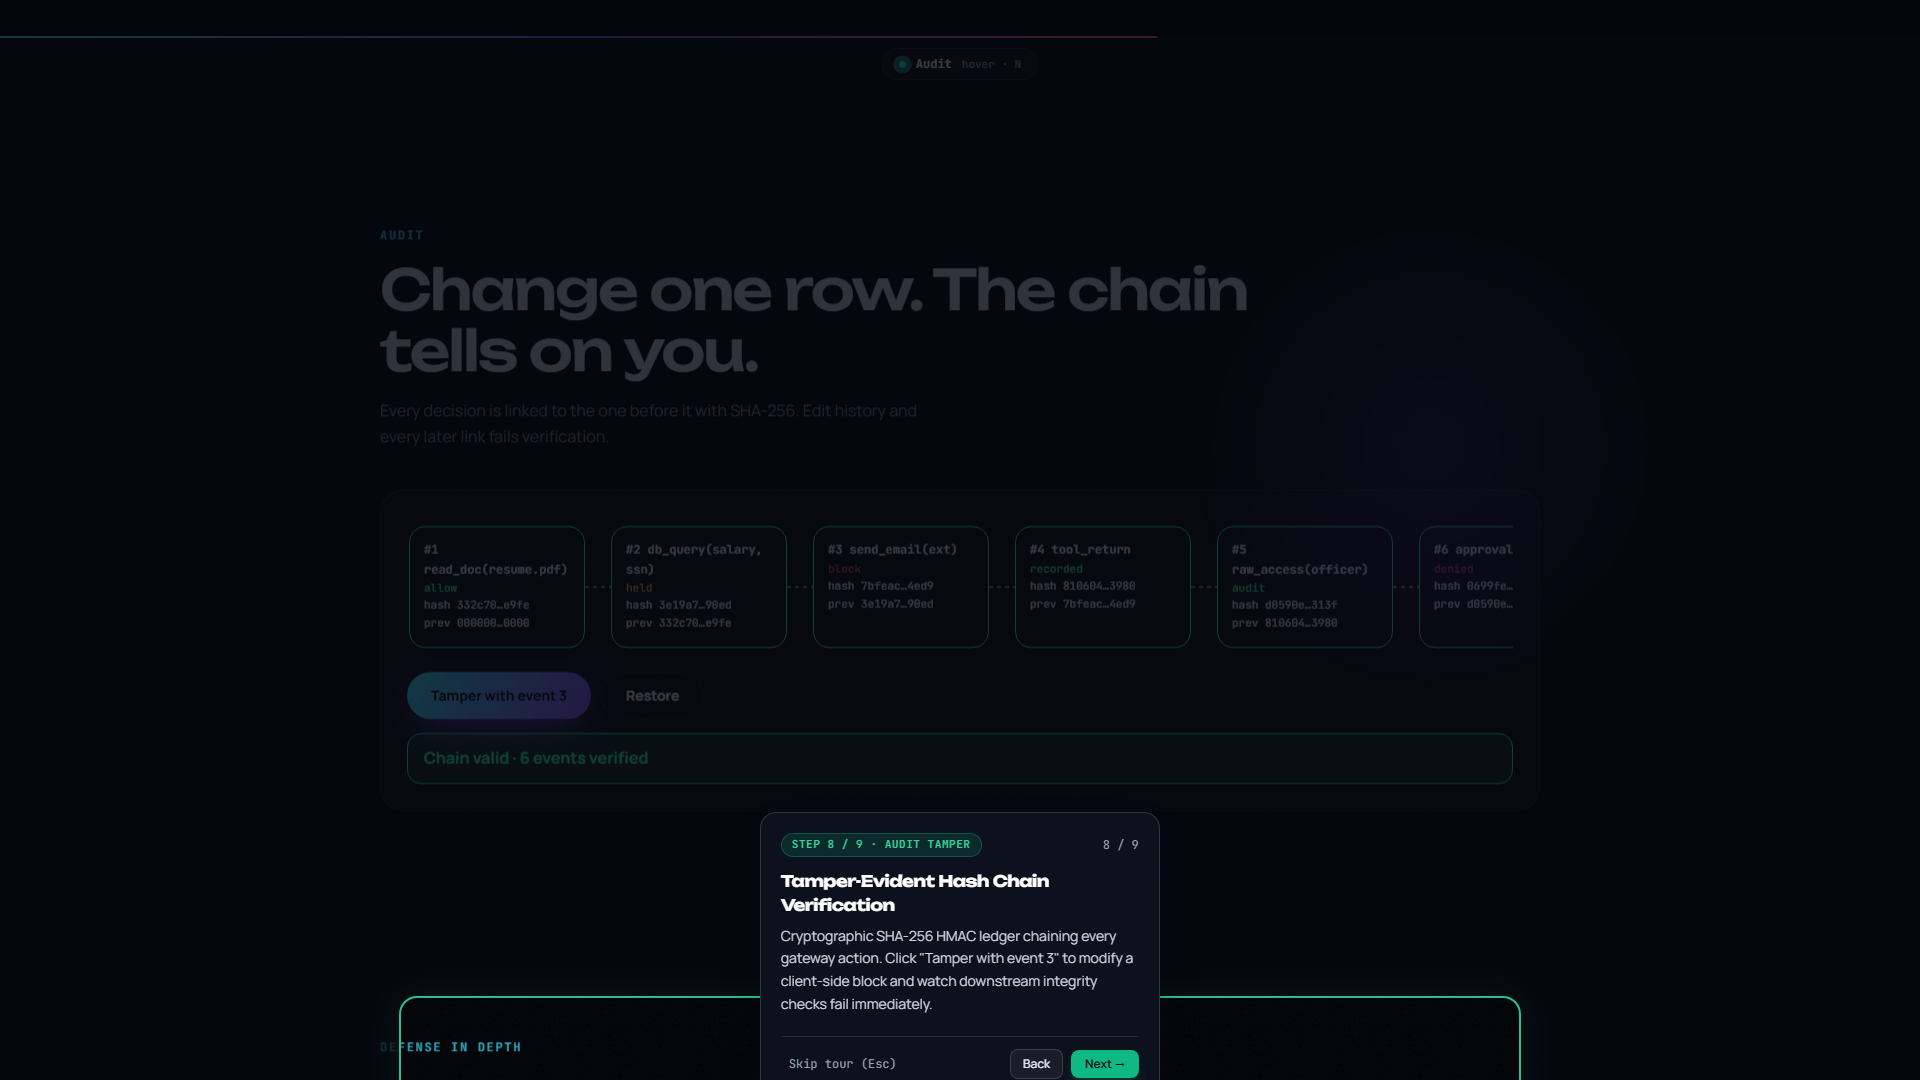 Audit hover · N
AUDIT
Change one row. The chain
tells on you.
Every decision is linked to the one before it with SHA-256. Edit history and
every later link fails verification.
#1
read_doc(resume.pdf)
allow
hash 332c70…e9fe
prev 000000…0000
#2 db_query(salary,
ssn)
held
hash 3e19a7…90ed
prev 332c70…e9fe
#3 send_email(ext)
block
hash 7bfeac…4ed9
prev 3e19a7…90ed
#4 tool_return
recorded
hash 810604…3980
prev 7bfeac…4ed9
#5
raw_access(officer)
audit
hash d0590e…313f
prev 810604…3980
#6 approval
denied
hash 0699fe…
prev d0590e…
Tamper with event 3
Restore
Chain valid · 6 events verified
STEP 8 / 9 · AUDIT TAMPER
8 / 9
Tamper-Evident Hash Chain
Verification
Cryptographic SHA-256 HMAC ledger chaining every
gateway action. Click "Tamper with event 3" to modify a
client-side block and watch downstream integrity
checks fail immediately.
DEFENSE IN DEPTH
Skip tour (Esc)
Back
Next →